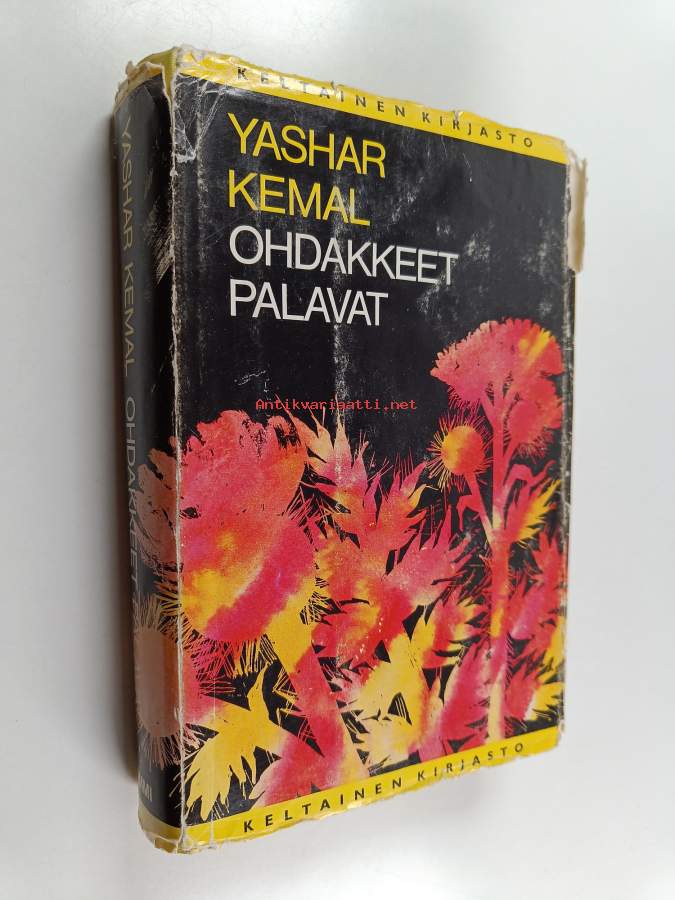 KELTAINEN KIRJASTO
YASHAR
KEMAL
OHDAKKEET
PALAVAT
Antikvariaatti.net
KELTAINEN KIRJASTO
YASHAR KEMAL OHDAKKEET